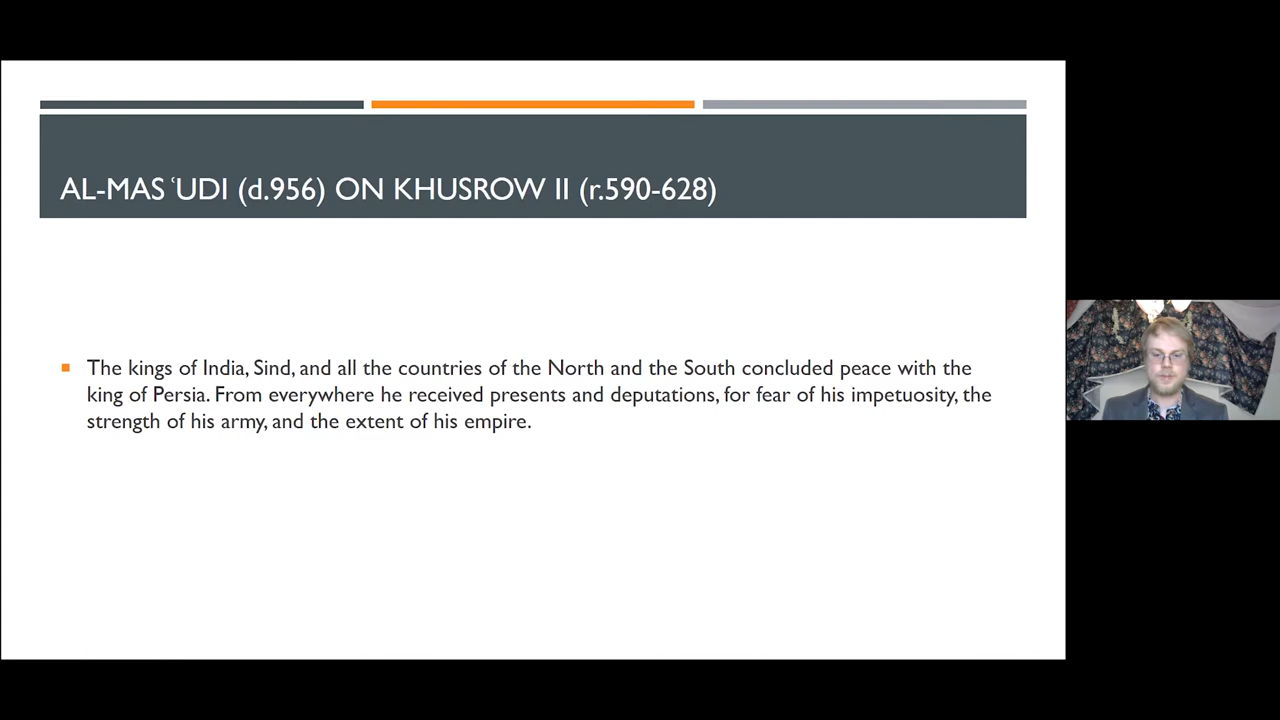 AL-MAS ʿUDI (d.956) ON KHUSROW II (r.590-628)
The kings of India, Sind, and all the countries of the North and the South concluded peace with the
king of Persia. From everywhere he received presents and deputations, for fear of his impetuosity, the
strength of his army, and the extent of his empire.